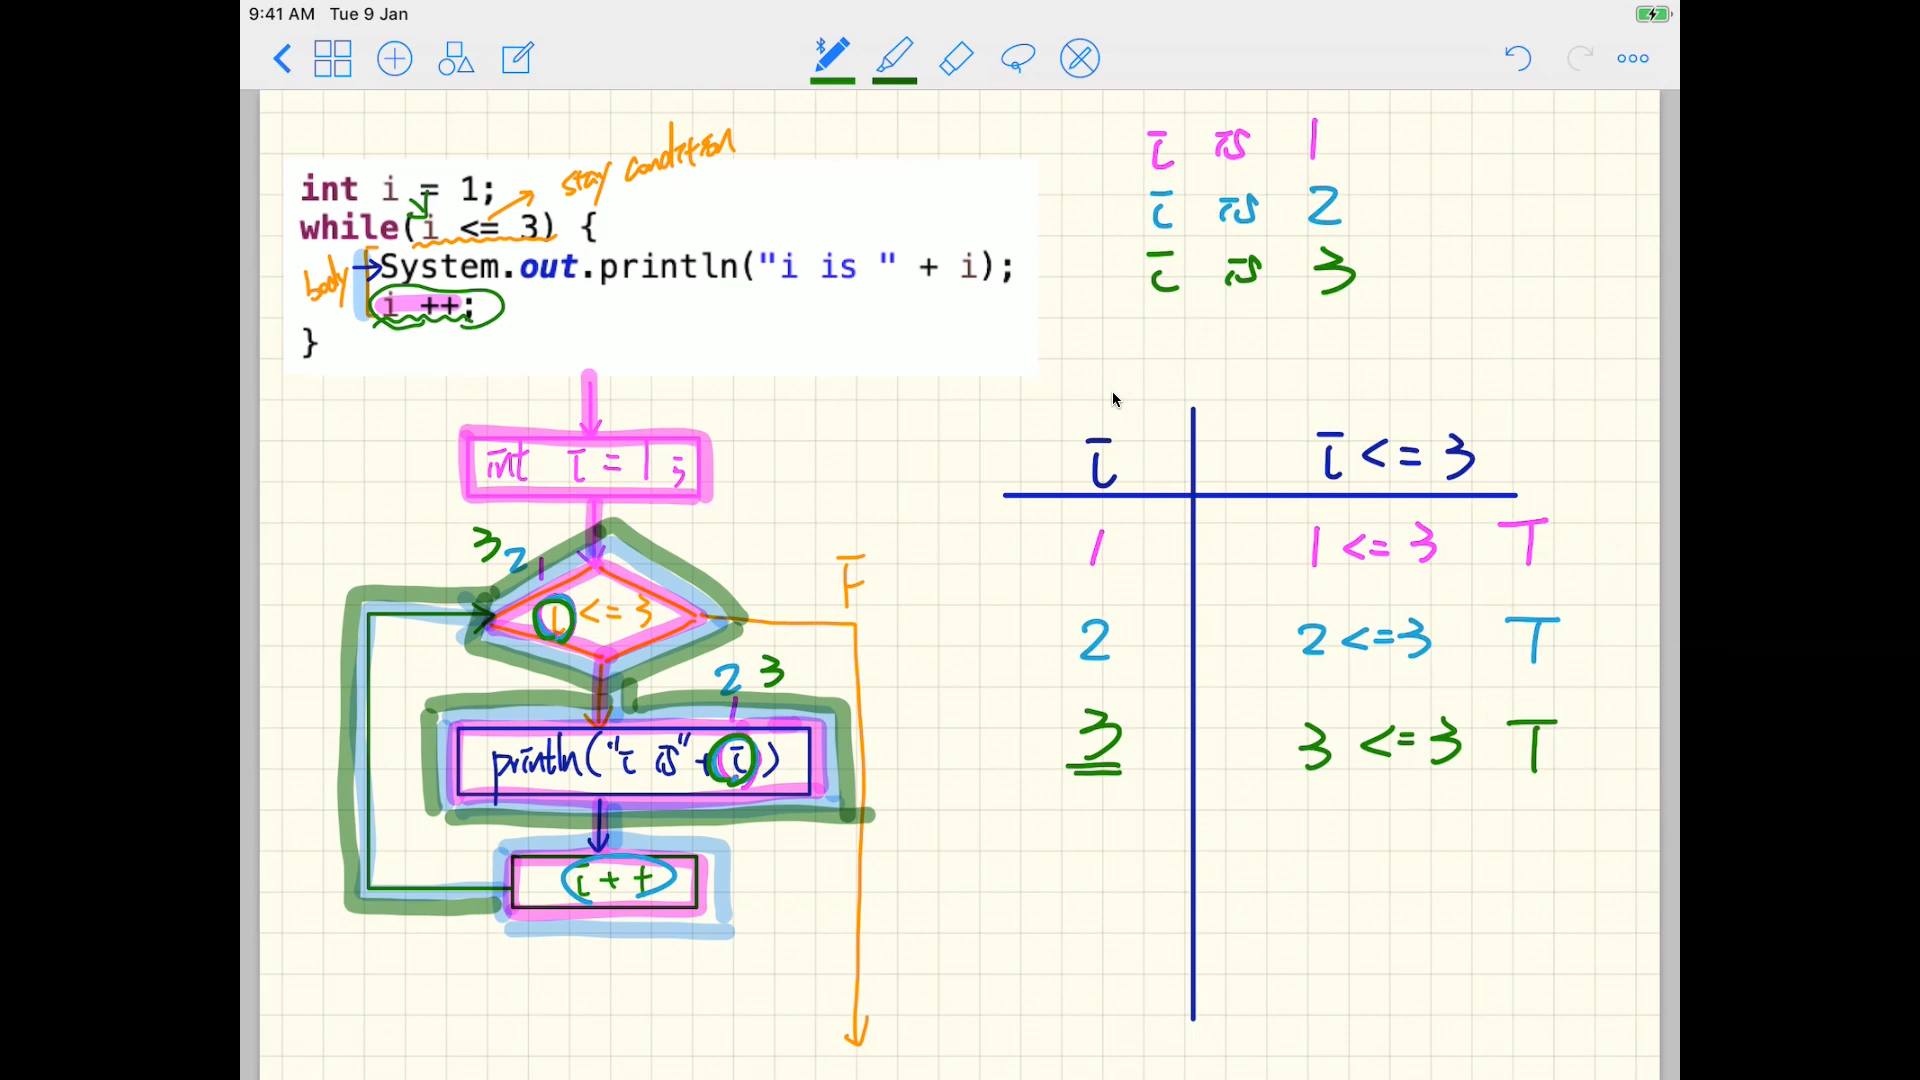 9:41 AM Tue 9 Jan
stay condition
int i = 1;
while(i <= 3) {
body
System.out.println("i is " + i);
i ++;
}
i is 1
i is 2
i is 3
int i = 1 ;
3 2 1
i <= 3
F
2 3
1
println("i is" + i)
i++
i i <= 3
1 1 <= 3 T
2 2 <= 3 T
3 3 <= 3 T